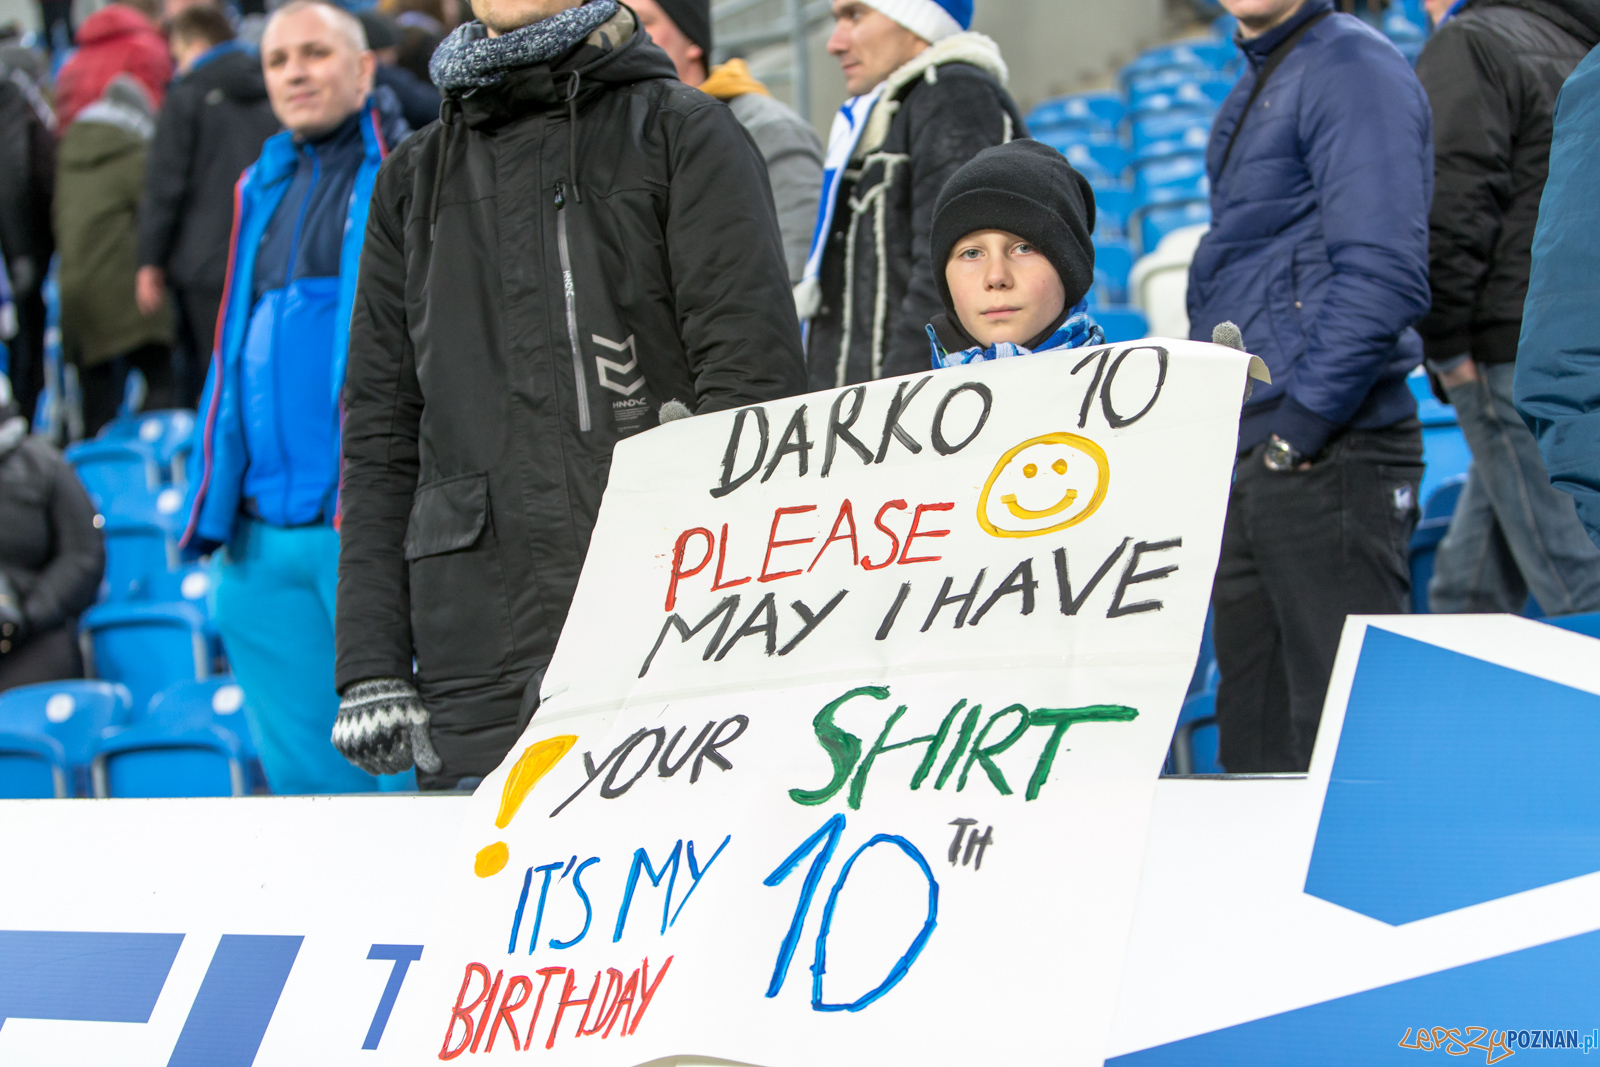 DARKO 10
PLEASE
MAY I HAVE
! YOUR SHIRT
IT'S MY 10TH
BIRTHDAY
T
LEPSZYPOZNAN.pl